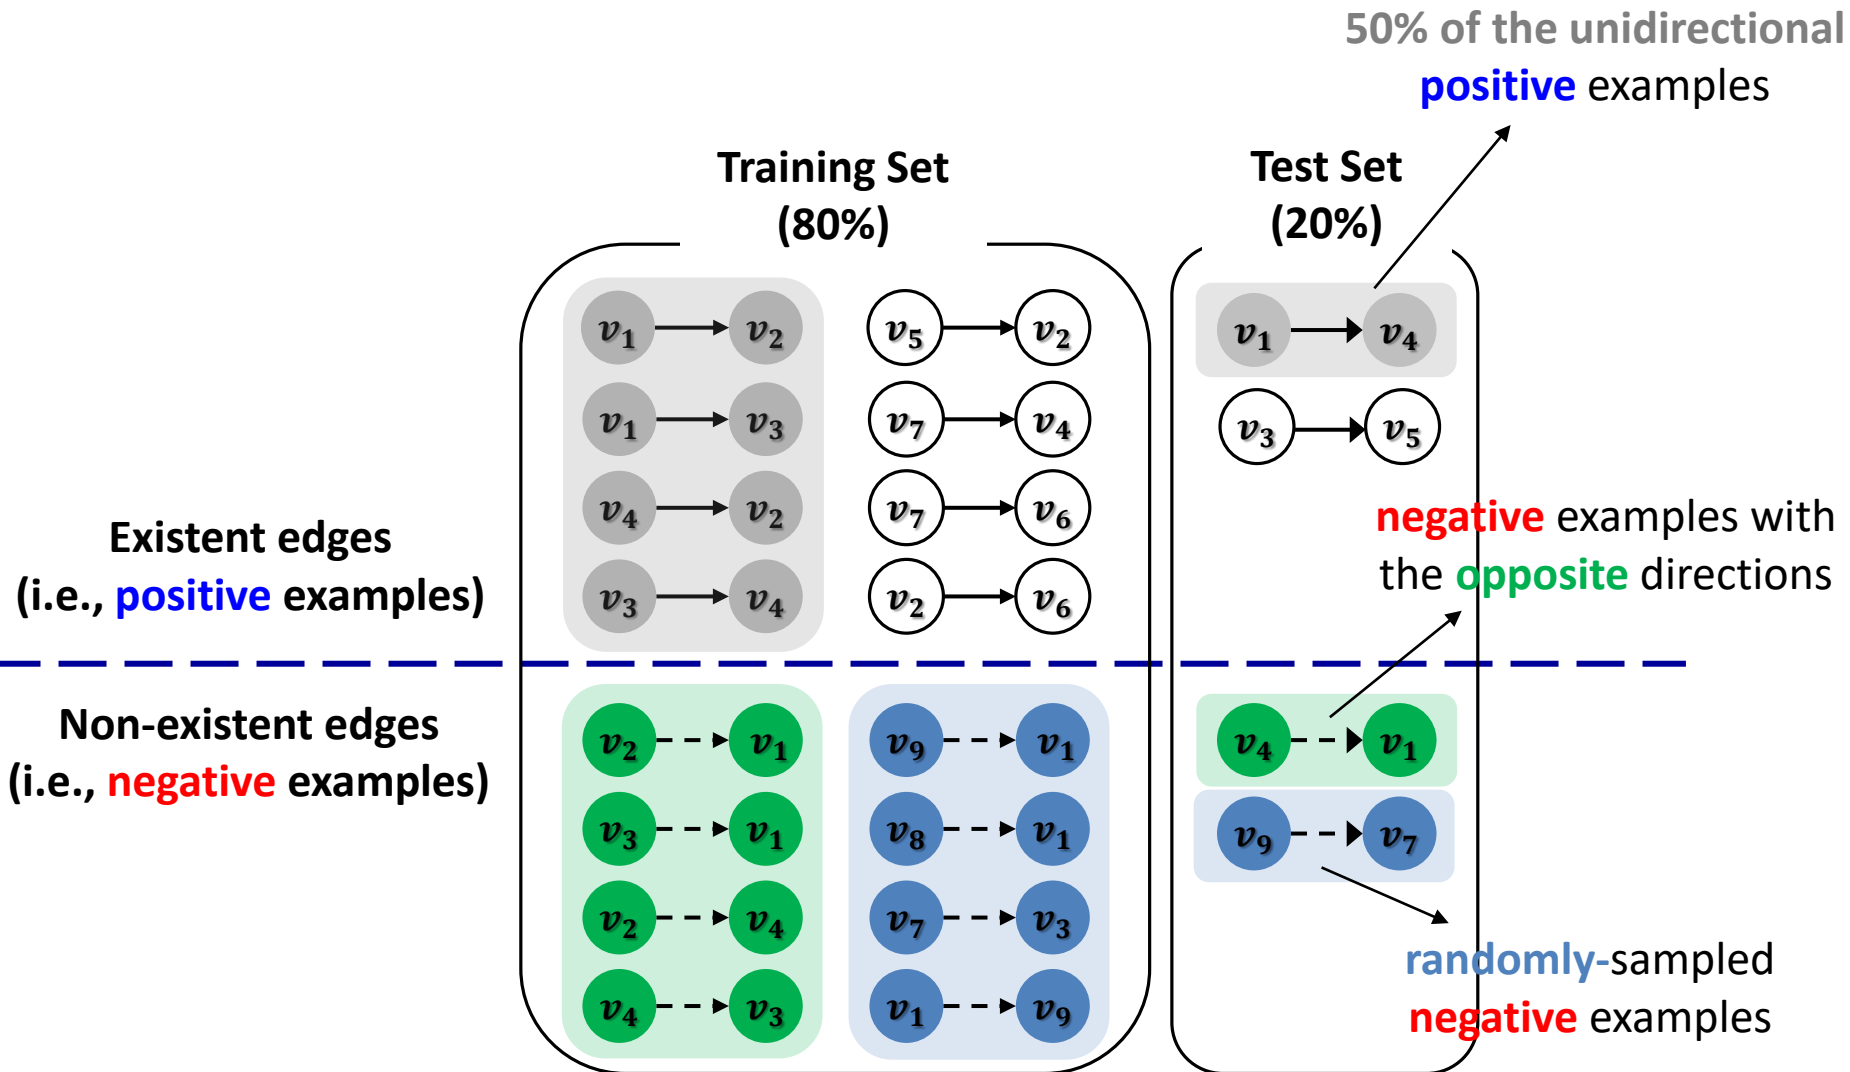 50% of the unidirectional
positive examples
Training Set
(80%)
Test Set
(20%)
v1 v2 v5 v2 v1 v4
v1 v3 v7 v4 v3 v5
v4 v2 v7 v6
v3 v4 v2 v6
Existent edges
(i.e., positive examples)
negative examples with
the opposite directions
Non-existent edges
(i.e., negative examples)
v2 v1 v9 v1 v4 v1
v3 v1 v8 v1 v9 v7
v2 v4 v7 v3
v4 v3 v1 v9
randomly-sampled
negative examples